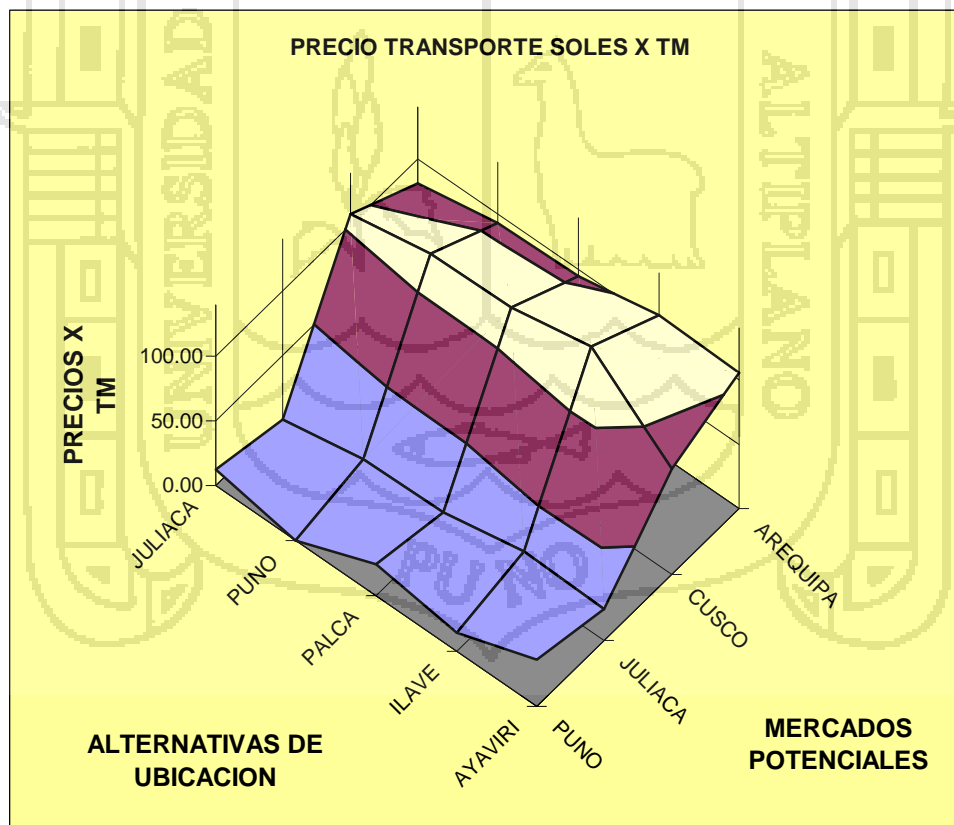 PRECIO TRANSPORTE SOLES X TM
UNIVERSIDAD
ALTIPLANO
PRECIOS X
TM
100.00
50.00
0.00
JULIACA
PUNO
PALCA
ILAVE
AYAVIRI
PUNO
JULIACA
CUSCO
AREQUIPA
PUNO
ALTERNATIVAS DE
UBICACION
MERCADOS
POTENCIALES